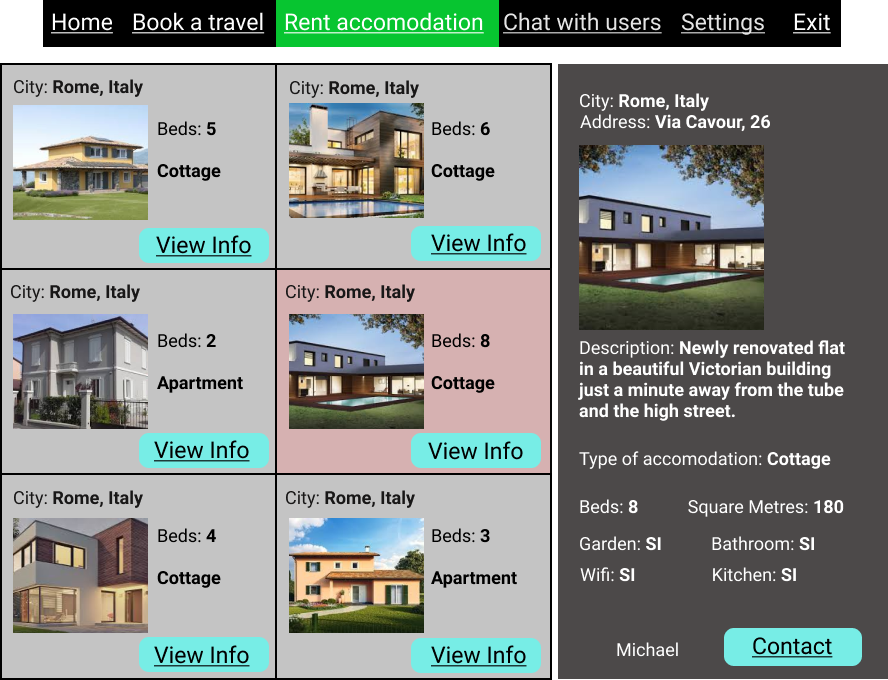 Home Book a travel Rent accomodation Chat with users Settings Exit
City: Rome, Italy
Beds: 5
Cottage
View Info
City: Rome, Italy
Beds: 6
Cottage
View Info
City: Rome, Italy
Beds: 2
Apartment
View Info
City: Rome, Italy
Beds: 8
Cottage
View Info
City: Rome, Italy
Beds: 4
Cottage
View Info
City: Rome, Italy
Beds: 3
Apartment
View Info
City: Rome, Italy
Address: Via Cavour, 26
Description: Newly renovated flat
in a beautiful Victorian building
just a minute away from the tube
and the high street.
Type of accomodation: Cottage
Beds: 8 Square Metres: 180
Garden: SI Bathroom: SI
Wifi: SI Kitchen: SI
Michael Contact